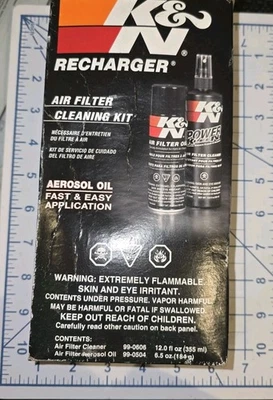 K&N
RECHARGER®
AIR FILTER
CLEANING KIT
NÉCESSAIRE D'ENTRETIEN
DU FILTRE À AIR
KIT DE SERVICIO DE CUIDADO
DEL FILTRO DE AIRE
AEROSOL OIL
FAST & EASY
APPLICATION
K&N
AIR FILTER OIL
K&N
POWER
FILTER CLEANER
WARNING: EXTREMELY FLAMMABLE.
SKIN AND EYE IRRITANT.
CONTENTS UNDER PRESSURE. VAPOR HARMFUL.
MAY BE HARMFUL OR FATAL IF SWALLOWED.
KEEP OUT REACH OF CHILDREN.
Carefully read other caution on back panel.
CONTENTS:
Air Filter Cleaner 99-0606 12.0 fl oz (355 ml)
Air Filter Aerosol Oil 99-0504 6.5 oz (184 g)